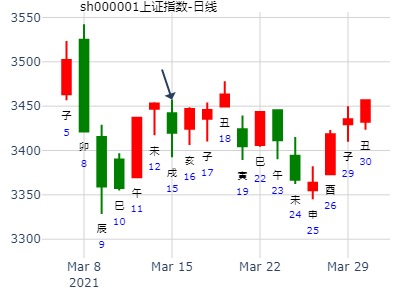 sh000001上证指数-日线
3550
3500
3450
3400
3350
3300
子
5
卯
8
辰
9
巳
10
午
11
未
12
戌
15
亥
16
子
17
丑
18
寅
19
巳
22
午
23
未
24
申
25
酉
26
子
29
丑
30
Mar 8
2021
Mar 15
Mar 22
Mar 29